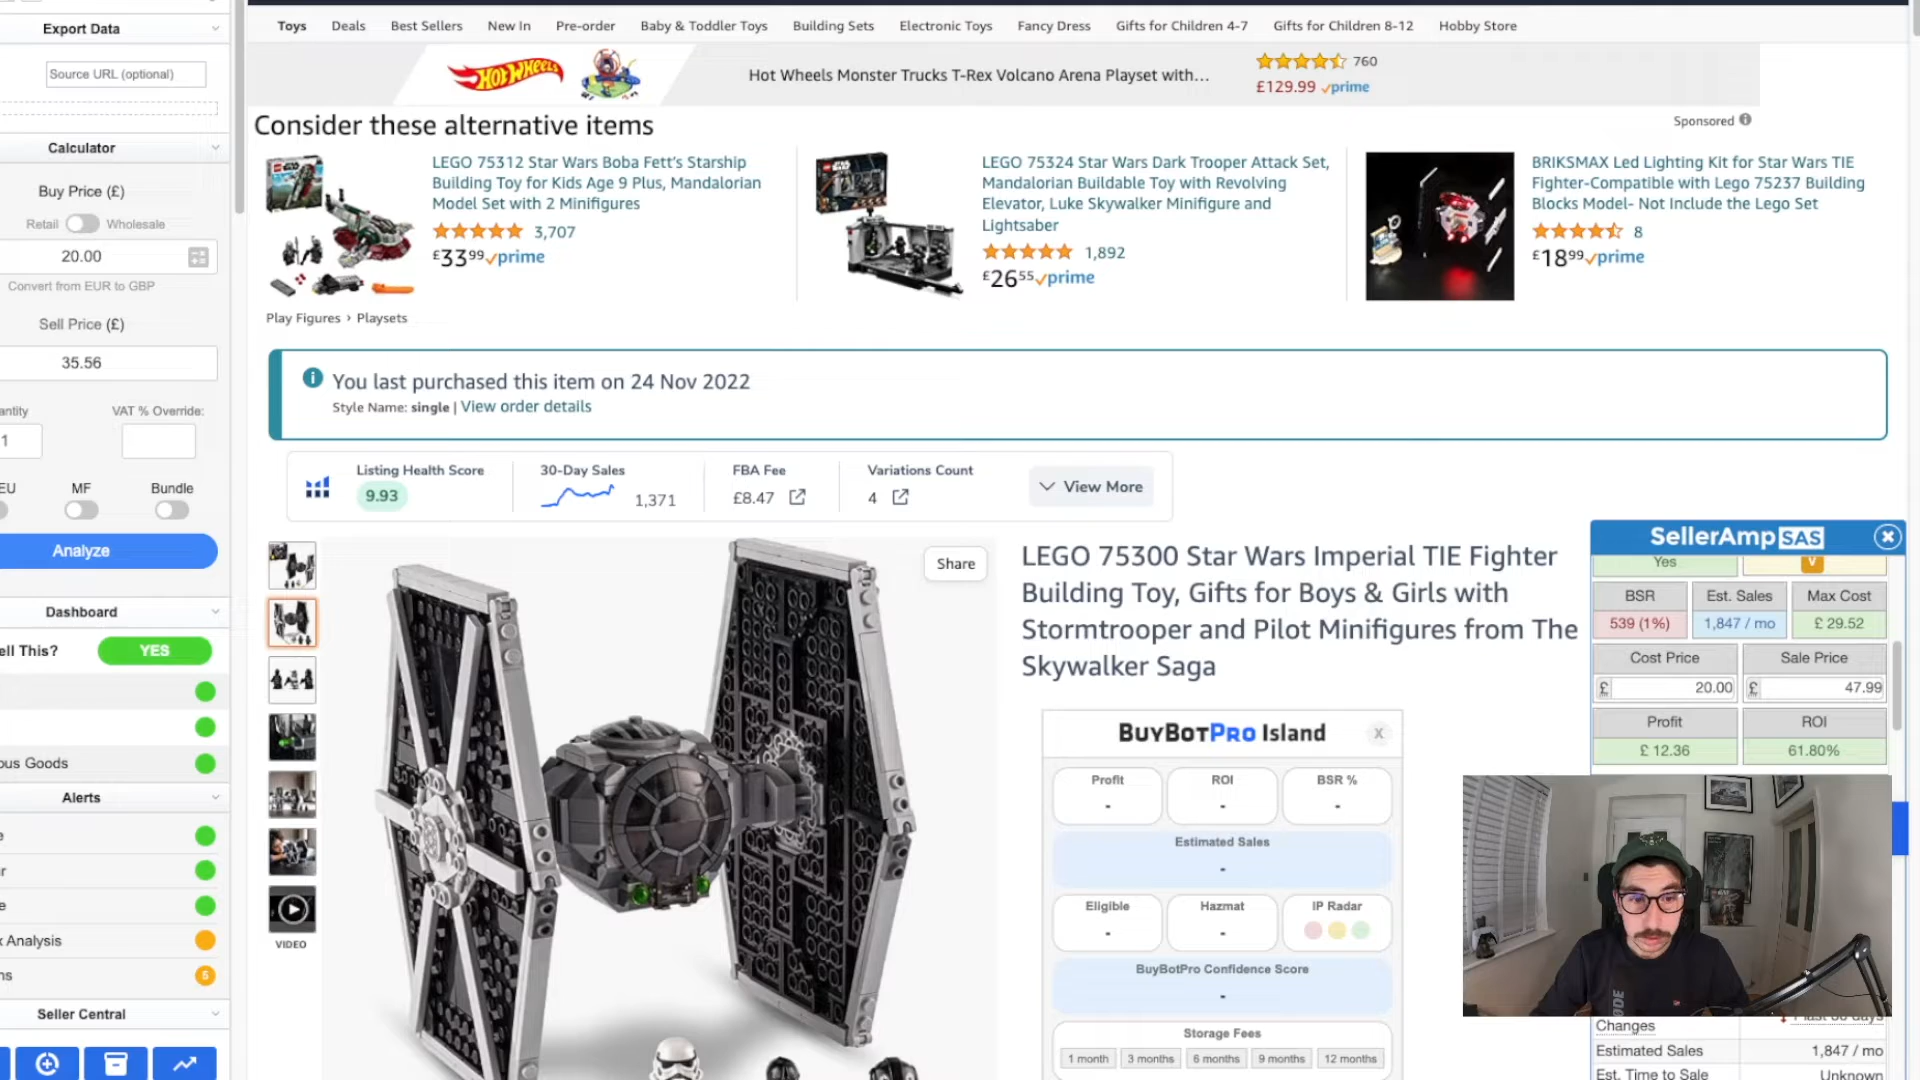 Export Data
Source URL (optional)
Calculator
Buy Price (£)
Retail
Wholesale
20.00
Convert from EUR to GBP
Sell Price (£)
35.56
antity
VAT % Override:
1
EU
MF
Bundle
Analyze
Dashboard
ell This?
YES
ous Goods
Alerts
e
r
e
x Analysis
ns
5
Seller Central
Toys
Deals
Best Sellers
New In
Pre-order
Baby & Toddler Toys
Building Sets
Electronic Toys
Fancy Dress
Gifts for Children 4-7
Gifts for Children 8-12
Hobby Store
HOT WHEELS
Hot Wheels Monster Trucks T-Rex Volcano Arena Playset with...
760
£129.99 prime
Consider these alternative items
Sponsored
LEGO 75312 Star Wars Boba Fett's Starship
Building Toy for Kids Age 9 Plus, Mandalorian
Model Set with 2 Minifigures
3,707
£33 99 prime
LEGO 75324 Star Wars Dark Trooper Attack Set,
Mandalorian Buildable Toy with Revolving
Elevator, Luke Skywalker Minifigure and
Lightsaber
1,892
£26 55 prime
BRIKSMAX Led Lighting Kit for Star Wars TIE
Fighter-Compatible with Lego 75237 Building
Blocks Model- Not Include the Lego Set
8
£18 99 prime
Play Figures › Playsets
You last purchased this item on 24 Nov 2022
Style Name: single | View order details
Listing Health Score
9.93
30-Day Sales
1,371
FBA Fee
£8.47
Variations Count
4
View More
VIDEO
Share
LEGO 75300 Star Wars Imperial TIE Fighter
Building Toy, Gifts for Boys & Girls with
Stormtrooper and Pilot Minifigures from The
Skywalker Saga
BUYBOTPRO Island
X
Profit
-
ROI
-
BSR %
-
Estimated Sales
-
Eligible
-
Hazmat
-
IP Radar
BuyBotPro Confidence Score
-
Storage Fees
1 month
3 months
6 months
9 months
12 months
SellerAmp SAS
Yes
V
BSR
Est. Sales
Max Cost
539 (1%)
1,847 / mo
£ 29.52
Cost Price
Sale Price
£ 20.00
£ 47.99
Profit
ROI
£ 12.36
61.80%
Changes
Estimated Sales
1,847 / mo
Est. Time to Sale
Unknown